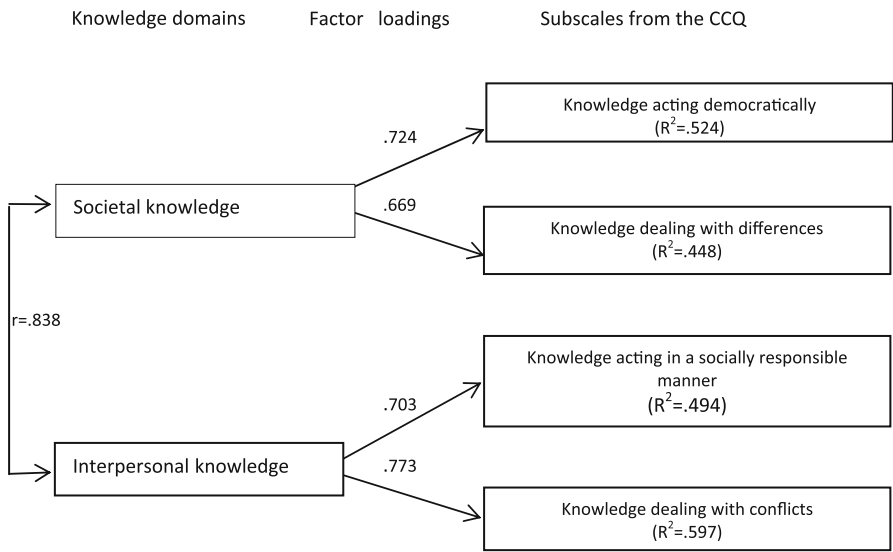 Knowledge domains Factor loadings Subscales from the CCQ
Knowledge acting democratically
(R²=.524)
.724
Societal knowledge
.669
Knowledge dealing with differences
(R²=.448)
r=.838
Knowledge acting in a socially responsible
manner
(R²=.494)
.703
Interpersonal knowledge
.773
Knowledge dealing with conflicts
(R²=.597)